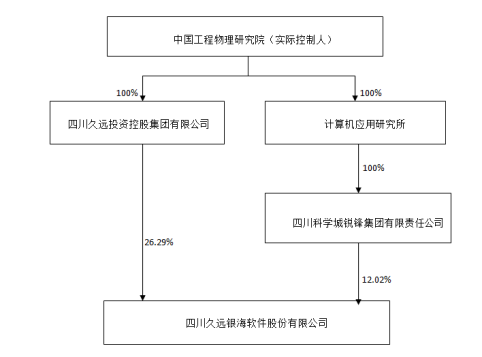 中国工程物理研究院（实际控制人）
100%
100%
四川久远投资控股集团有限公司
计算机应用研究所
100%
四川科学城锐锋集团有限责任公司
26.29%
12.02%
四川久远银海软件股份有限公司